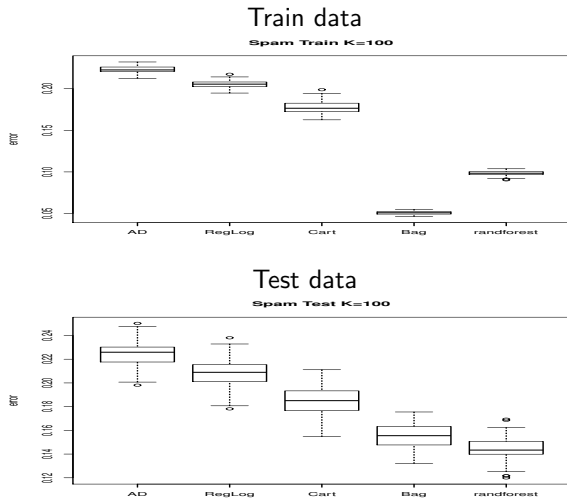 Train data
Spam Train K=100
error
0.20
0.15
0.10
0.05
AD RegLog Cart Bag randforest
Test data
Spam Test K=100
error
0.24
0.22
0.20
0.18
0.16
0.14
0.12
AD RegLog Cart Bag randforest